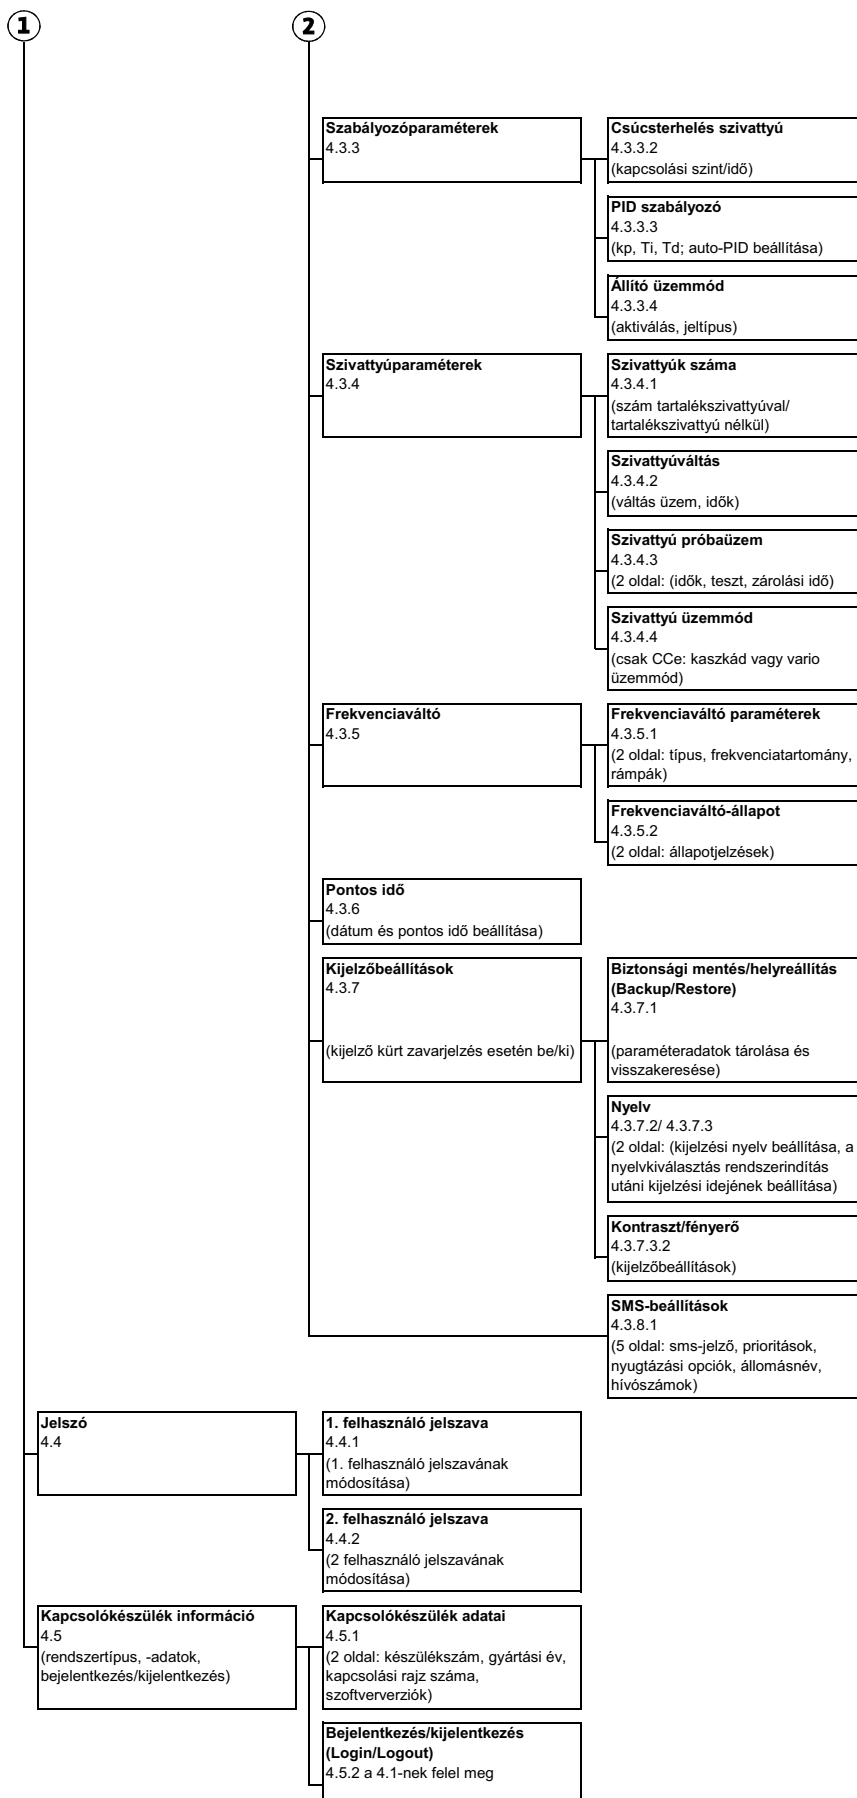 1
2
Szabályozóparaméterek
4.3.3
Csúcsterhelés szivattyú
4.3.3.2
(kapcsolási szint/idő)
PID szabályozó
4.3.3.3
(kp, Ti, Td; auto-PID beállítása)
Állító üzemmód
4.3.3.4
(aktiválás, jeltípus)
Szivattyúparaméterek
4.3.4
Szivattyúk száma
4.3.4.1
(szám tartalékszivattyúval/
tartalékszivattyú nélkül)
Szivattyúváltás
4.3.4.2
(váltás üzem, idők)
Szivattyú próbaüzem
4.3.4.3
(2 oldal: (idők, teszt, zárolási idő)
Szivattyú üzemmód
4.3.4.4
(csak CCe: kaszkád vagy vario
üzemmód)
Frekvenciaváltó
4.3.5
Frekvenciaváltó paraméterek
4.3.5.1
(2 oldal: típus, frekvenciatartomány,
rámpák)
Frekvenciaváltó-állapot
4.3.5.2
(2 oldal: állapotjelzések)
Pontos idő
4.3.6
(dátum és pontos idő beállítása)
Kijelzőbeállítások
4.3.7
(kijelző kürt zavarjelzés esetén be/ki)
Biztonsági mentés/helyreállítás
(Backup/Restore)
4.3.7.1
(paraméteradatok tárolása és
visszakeresése)
Nyelv
4.3.7.2/ 4.3.7.3
(2 oldal: (kijelzési nyelv beállítása, a
nyelvkiválasztás rendszerindítás
utáni kijelzési idejének beállítása)
Kontraszt/fényerő
4.3.7.3.2
(kijelzőbeállítások)
SMS-beállítások
4.3.8.1
(5 oldal: sms-jelző, prioritások,
nyugtázási opciók, állomásnév,
hívószámok)
Jelszó
4.4
1. felhasználó jelszava
4.4.1
(1. felhasználó jelszavának
módosítása)
2. felhasználó jelszava
4.4.2
(2 felhasználó jelszavának
módosítása)
Kapcsolókészülék információ
4.5
(rendszertípus, -adatok,
bejelentkezés/kijelentkezés)
Kapcsolókészülék adatai
4.5.1
(2 oldal: készülékszám, gyártási év,
kapcsolási rajz száma,
szoftververziók)
Bejelentkezés/kijelentkezés
(Login/Logout)
4.5.2 a 4.1-nek felel meg